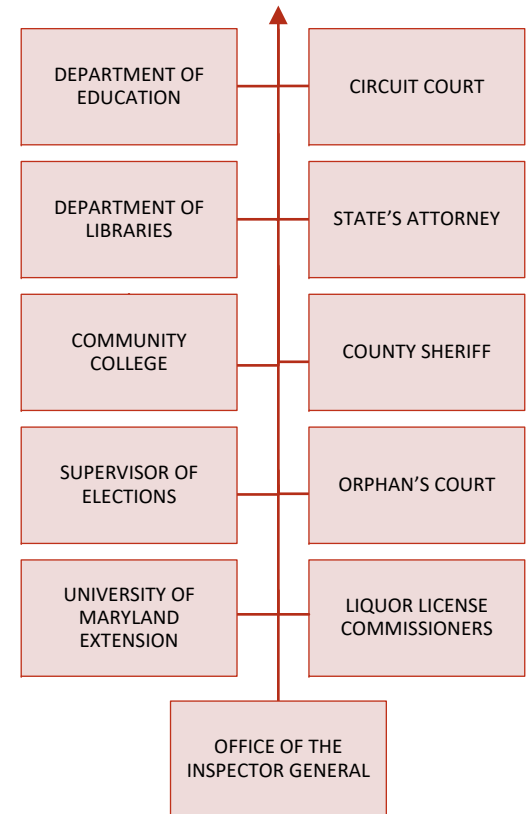 DEPARTMENT OF
EDUCATION
CIRCUIT COURT
DEPARTMENT OF
LIBRARIES
STATE’S ATTORNEY
COMMUNITY
COLLEGE
COUNTY SHERIFF
SUPERVISOR OF
ELECTIONS
ORPHAN’S COURT
UNIVERSITY OF
MARYLAND
EXTENSION
LIQUOR LICENSE
COMMISSIONERS
OFFICE OF THE
INSPECTOR GENERAL